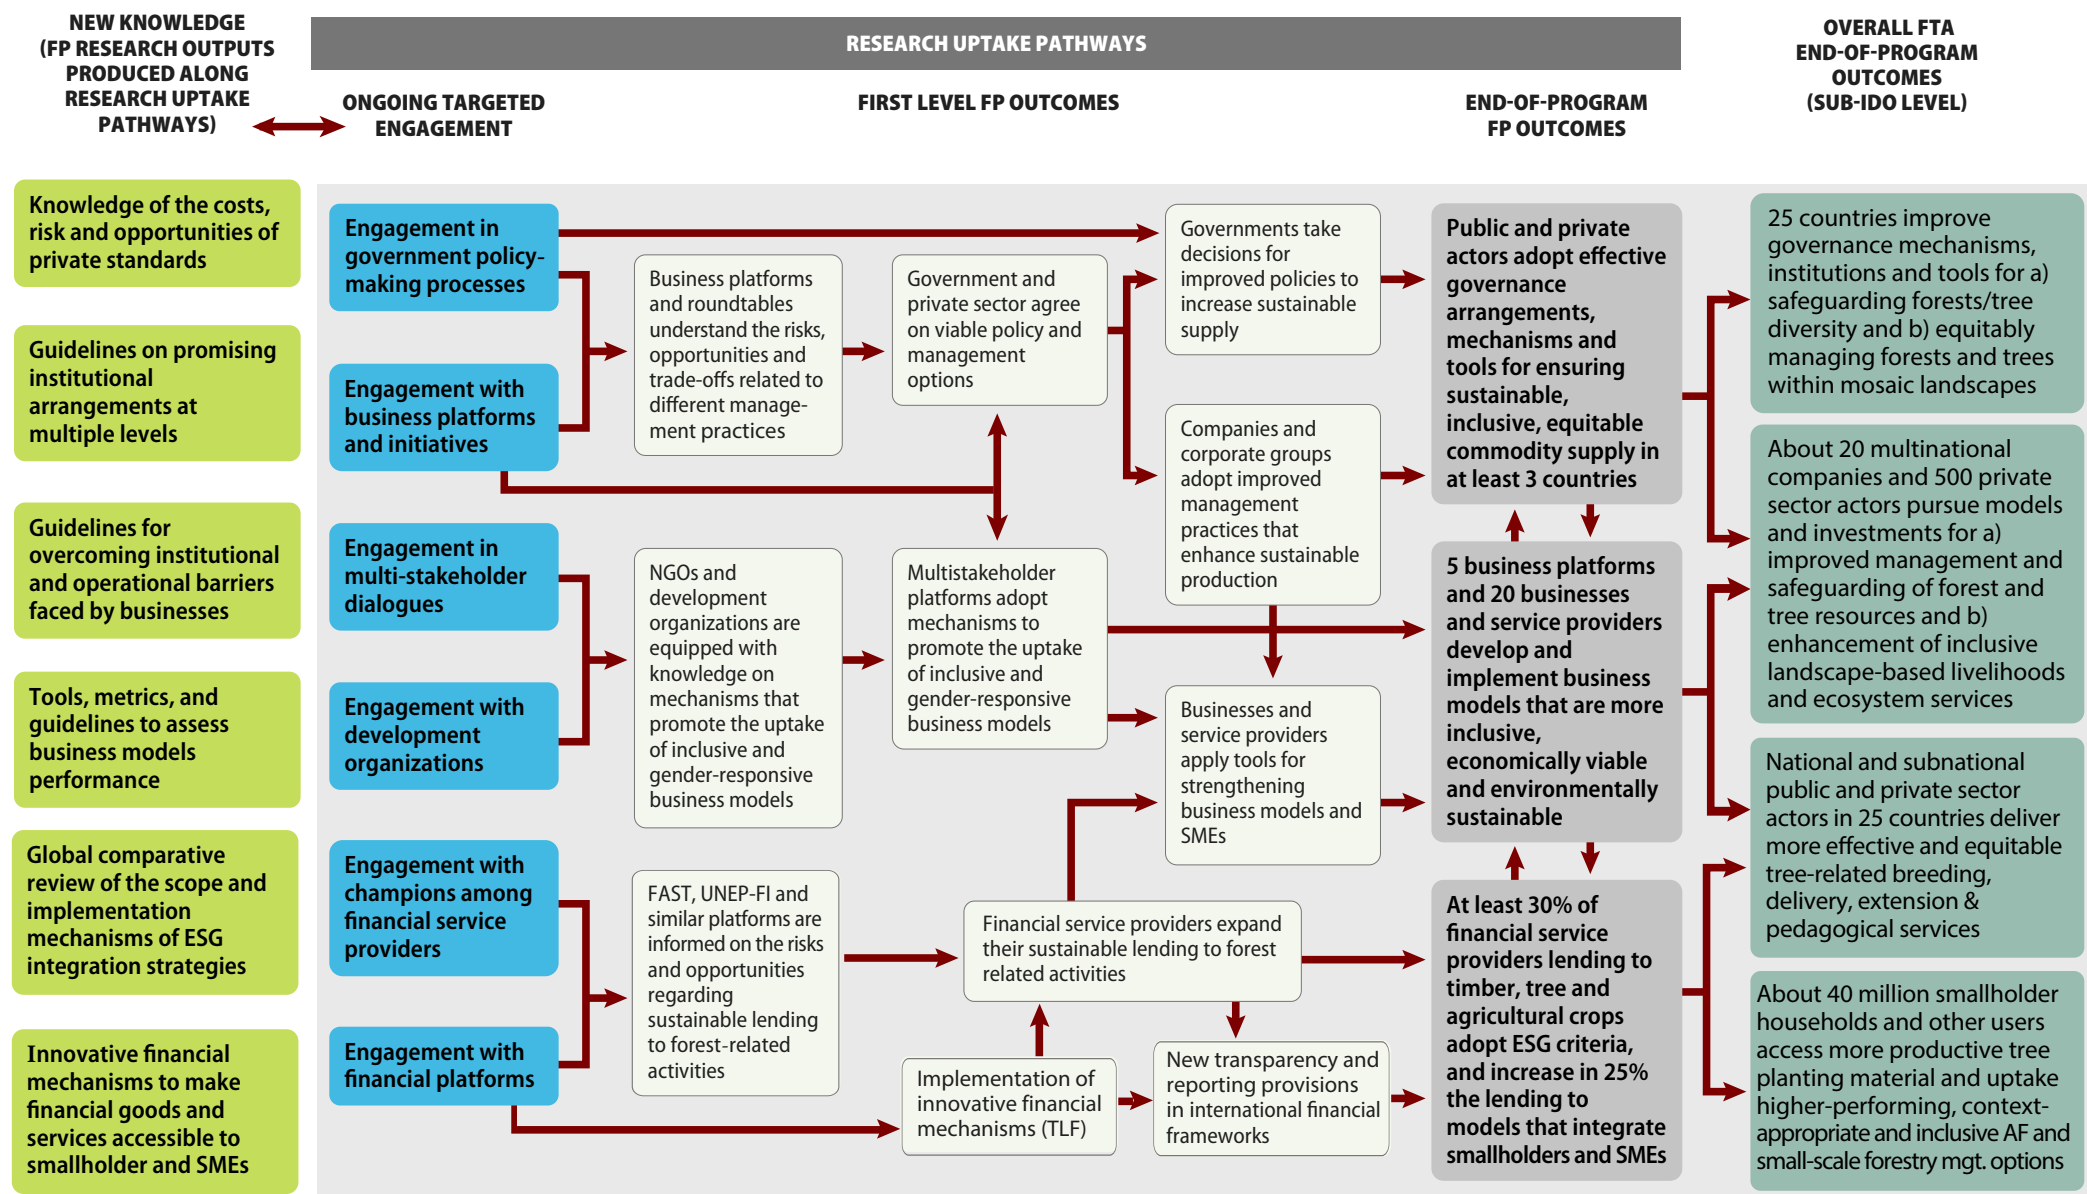 NEW KNOWLEDGE
(FP RESEARCH OUTPUTS
PRODUCED ALONG
RESEARCH UPTAKE
PATHWAYS)
RESEARCH UPTAKE PATHWAYS
ONGOING TARGETED
ENGAGEMENT
FIRST LEVEL FP OUTCOMES
END-OF-PROGRAM
FP OUTCOMES
OVERALL FTA
END-OF-PROGRAM
OUTCOMES
(SUB-IDO LEVEL)
Knowledge of the costs,
risk and opportunities of
private standards
Guidelines on promising
institutional
arrangements at
multiple levels
Guidelines for
overcoming institutional
and operational barriers
faced by businesses
Tools, metrics, and
guidelines to assess
business models
performance
Global comparative
review of the scope and
implementation
mechanisms of ESG
integration strategies
Innovative financial
mechanisms to make
financial goods and
services accessible to
smallholder and SMEs
Engagement in
government policy-
making processes
Engagement with
business platforms
and initiatives
Engagement in
multi-stakeholder
dialogues
Engagement with
development
organizations
Engagement with
champions among
financial service
providers
Engagement with
financial platforms
Business platforms
and roundtables
understand the risks,
opportunities and
trade-offs related to
different manage-
ment practices
NGOs and
development
organizations are
equipped with
knowledge on
mechanisms that
promote the uptake
of inclusive and
gender-responsive
business models
FAST, UNEP-FI and
similar platforms are
informed on the risks
and opportunities
regarding
sustainable lending
to forest-related
activities
Government and
private sector agree
on viable policy and
management
options
Multistakeholder
platforms adopt
mechanisms to
promote the uptake
of inclusive and
gender-responsive
business models
Financial service providers expand
their sustainable lending to forest
related activities
Implementation of
innovative financial
mechanisms (TLF)
Governments take
decisions for
improved policies to
increase sustainable
supply
Companies and
corporate groups
adopt improved
management
practices that
enhance sustainable
production
Businesses and
service providers
apply tools for
strengthening
business models and
SMEs
New transparency and
reporting provisions
in international financial
frameworks
Public and private
actors adopt effective
governance
arrangements,
mechanisms and
tools for ensuring
sustainable,
inclusive, equitable
commodity supply in
at least 3 countries
5 business platforms
and 20 businesses
and service providers
develop and
implement business
models that are more
inclusive,
economically viable
and environmentally
sustainable
At least 30% of
financial service
providers lending to
timber, tree and
agricultural crops
adopt ESG criteria,
and increase in 25%
the lending to
models that integrate
smallholders and SMEs
25 countries improve
governance mechanisms,
institutions and tools for a)
safeguarding forests/tree
diversity and b) equitably
managing forests and trees
within mosaic landscapes
About 20 multinational
companies and 500 private
sector actors pursue models
and investments for a)
improved management and
safeguarding of forest and
tree resources and b)
enhancement of inclusive
landscape-based livelihoods
and ecosystem services
National and subnational
public and private sector
actors in 25 countries deliver
more effective and equitable
tree-related breeding,
delivery, extension &
pedagogical services
About 40 million smallholder
households and other users
access more productive tree
planting material and uptake
higher-performing, context-
appropriate and inclusive AF and
small-scale forestry mgt. options